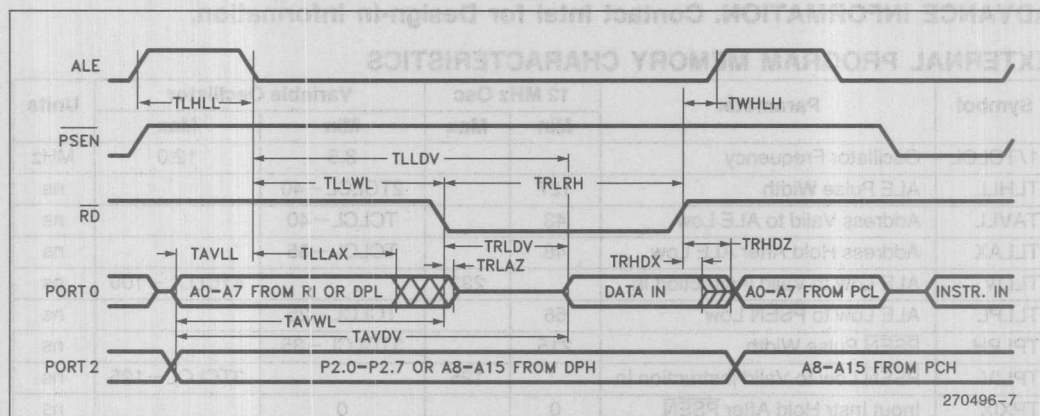 ALE
TLHLL
TWHLH
PSEN
TLLDV
TLLWL
TRLRH
RD
TAVLL
TLLAX
TRLDV
TRLAZ
TRHDX
TRHDZ
PORT 0
A0-A7 FROM RI OR DPL
DATA IN
A0-A7 FROM PCL
INSTR. IN
TAVWL
TAVDV
PORT 2
P2.0-P2.7 OR A8-A15 FROM DPH
A8-A15 FROM PCH
270496-7